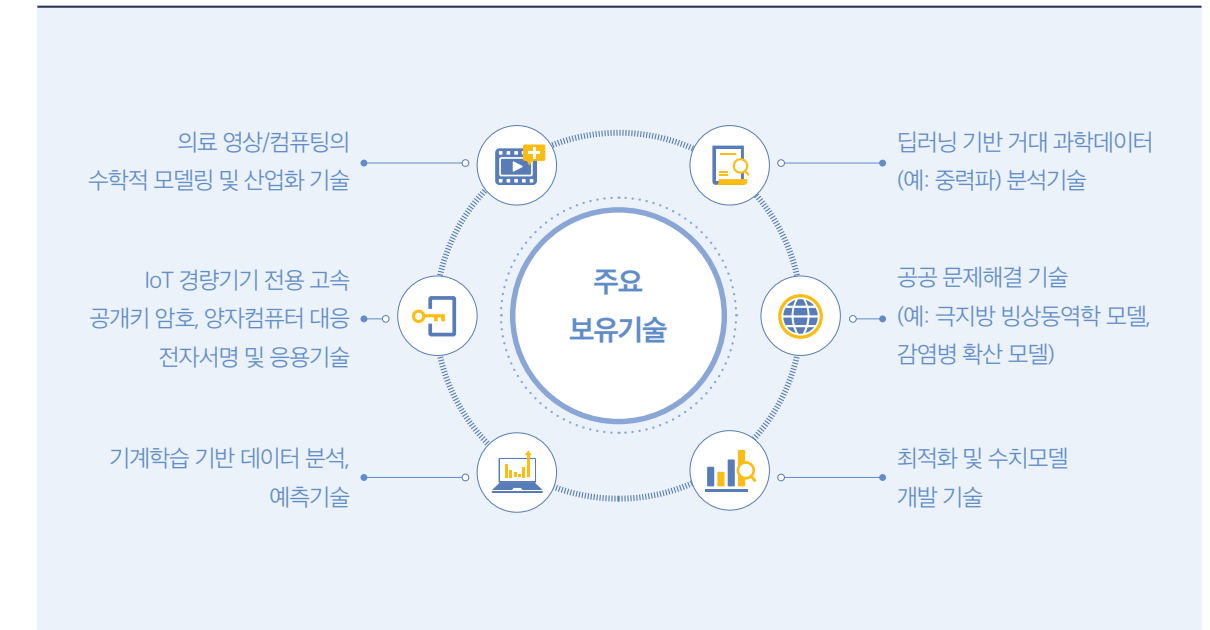 의료 영상/컴퓨팅의
수학적 모델링 및 산업화 기술
IoT 경량기기 전용 고속
공개키 암호, 양자컴퓨터 대응
전자서명 및 응용기술
기계학습 기반 데이터 분석,
예측기술
주요
보유기술
딥러닝 기반 거대 과학데이터
(예: 중력파) 분석기술
공공 문제해결 기술
(예: 극지방 빙상동역학 모델,
감염병 확산 모델)
최적화 및 수치모델
개발 기술